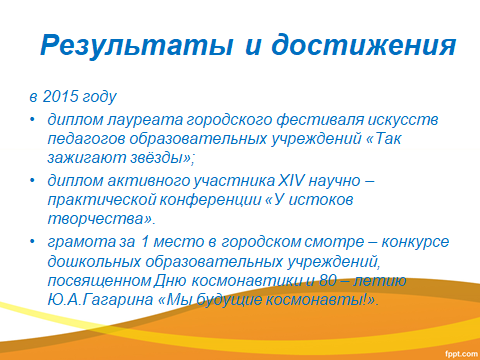 Результаты и достижения
в 2015 году
• диплом лауреата городского фестиваля искусств
педагогов образовательных учреждений «Так
зажигают звёзды»;
• диплом активного участника XIV научно –
практической конференции «У истоков
творчества».
• грамота за 1 место в городском смотре – конкурсе
дошкольных образовательных учреждений,
посвященном Дню космонавтики и 80 – летию
Ю.А.Гагарина «Мы будущие космонавты!».
fppt.com